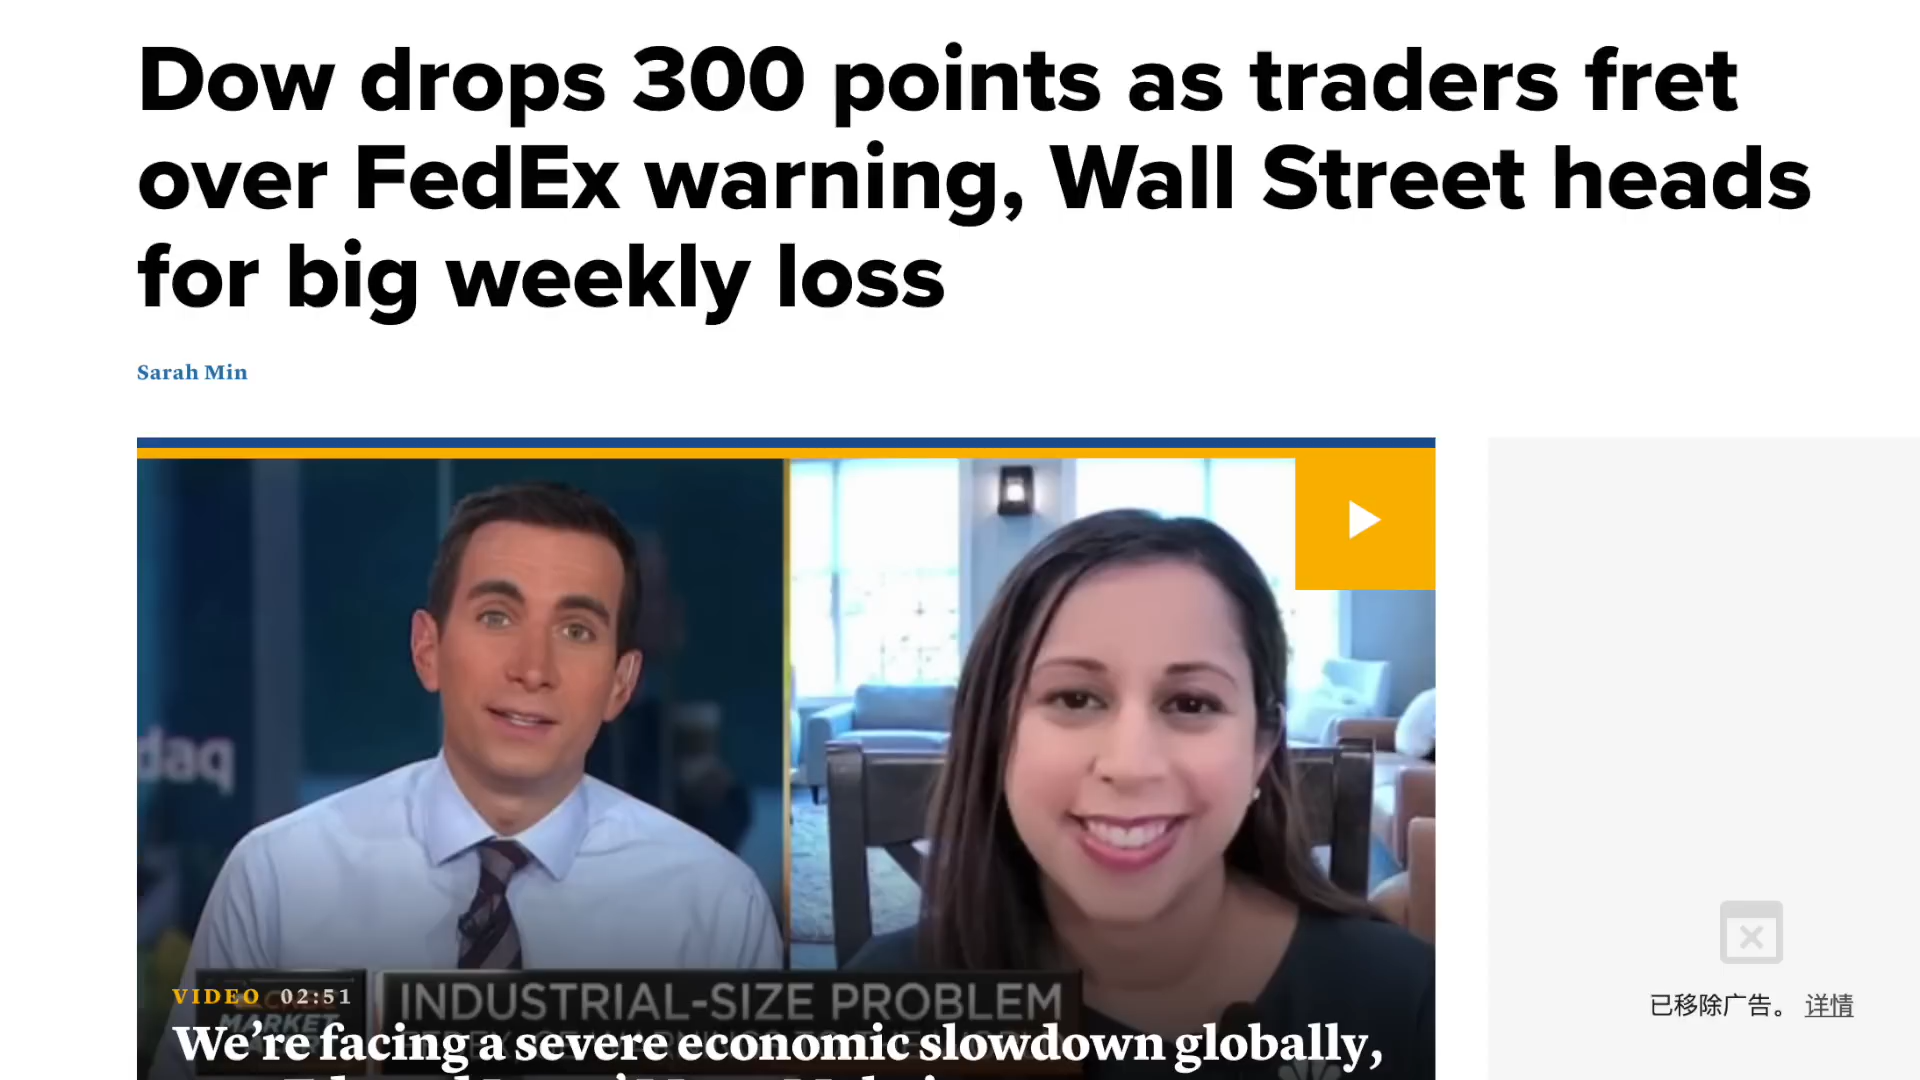 Dow drops 300 points as traders fret
over FedEx warning, Wall Street heads
for big weekly loss
Sarah Min
daq
INDUSTRIAL-SIZE PROBLEM
VIDEO 02:51
MARKET
We’re facing a severe economic slowdown globally,
已移除广告。 详情